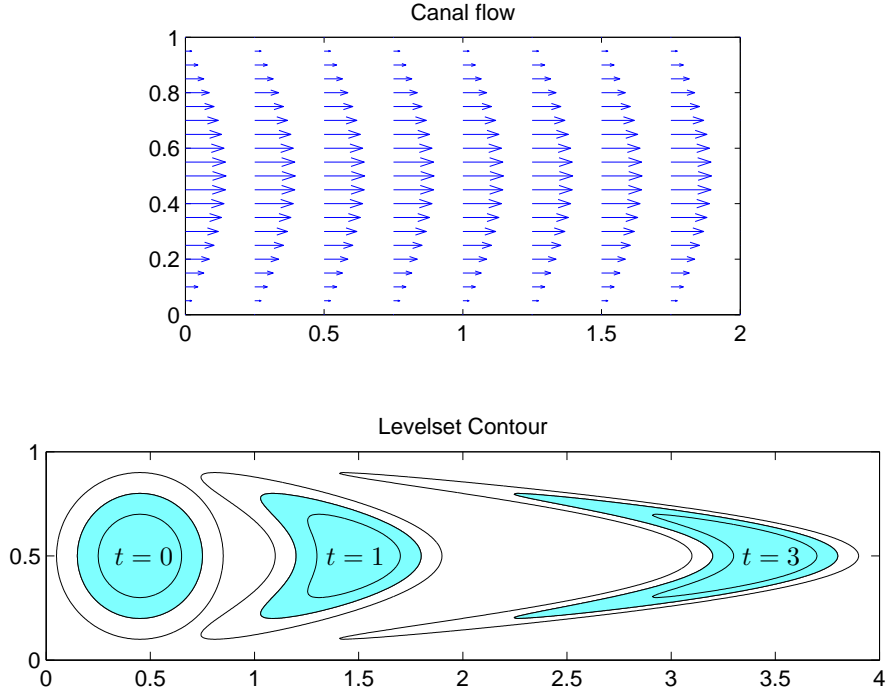 Canal flow
1
0.8
0.6
0.4
0.2
0
0 0.5 1 1.5 2
Levelset Contour
1
0.5
0
t = 0 t = 1 t = 3
0 0.5 1 1.5 2 2.5 3 3.5 4